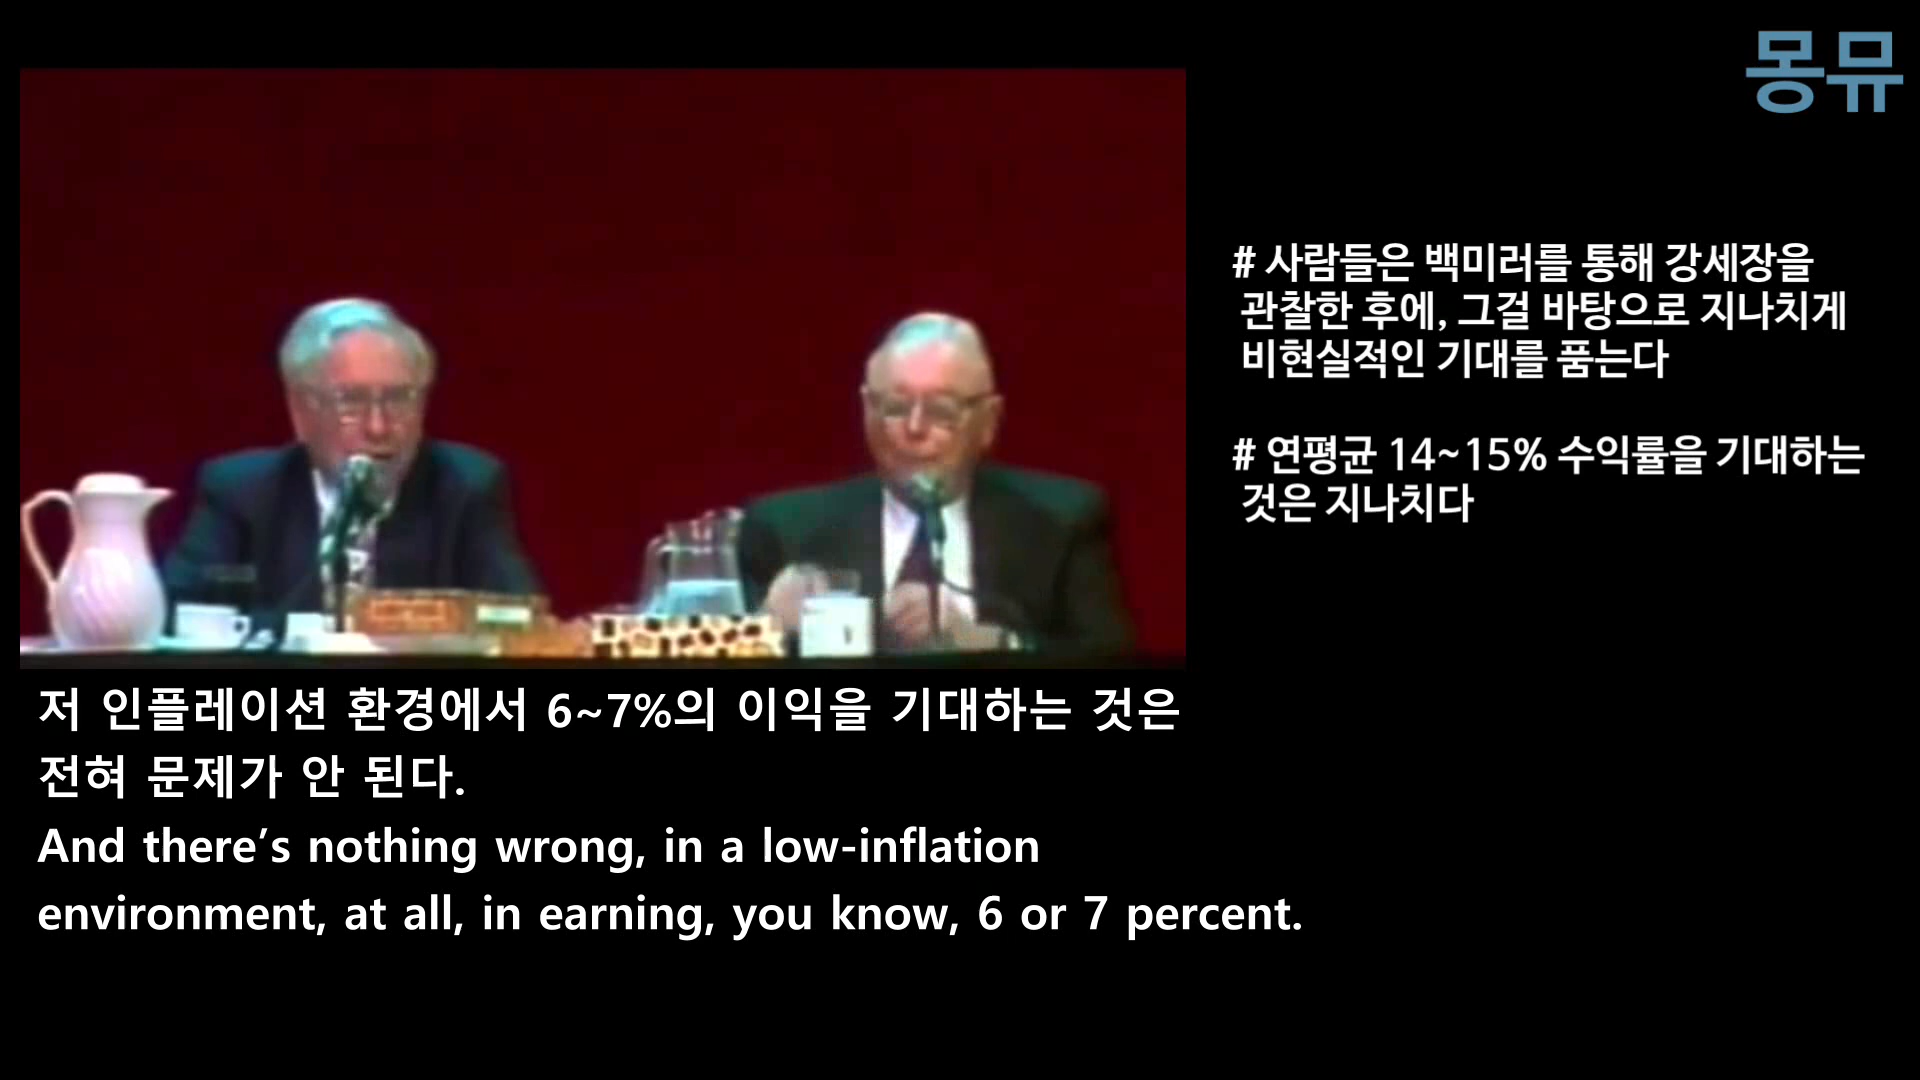 몽뮤
# 사람들은 백미러를 통해 강세장을
관찰한 후에, 그걸 바탕으로 지나치게
비현실적인 기대를 품는다
# 연평균 14~15% 수익률을 기대하는
것은 지나치다
저 인플레이션 환경에서 6~7%의 이익을 기대하는 것은
전혀 문제가 안 된다.
And there’s nothing wrong, in a low-inflation
environment, at all, in earning, you know, 6 or 7 percent.